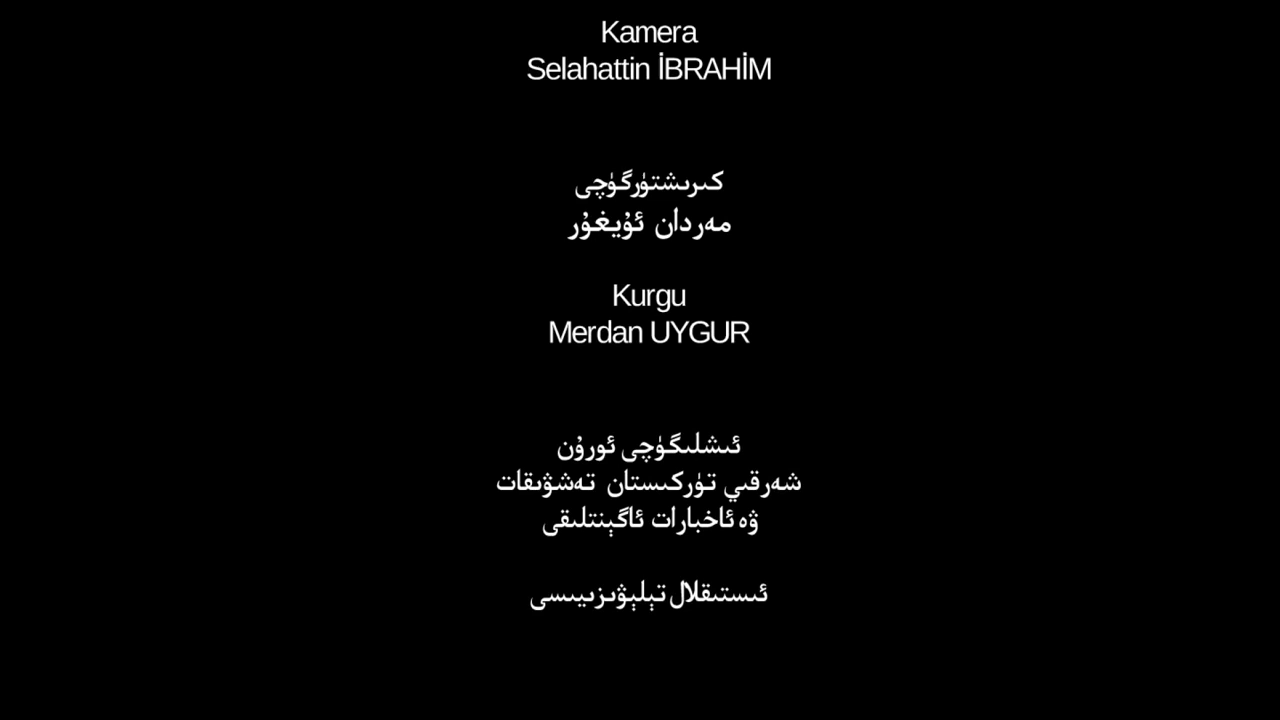 Kamera
Selahattin İBRAHİM
كىرىشتۈرگۈچى
مەردان ئۇيغۇر
Kurgu
Merdan UYGUR
ئىشلىگۈچى ئورۇن
شەرقىي تۈركىستان تەشۋىقات
ۋە ئاخبارات ئاگېنتلىقى
ئىستىقلال تېلېۋىزىيىسى